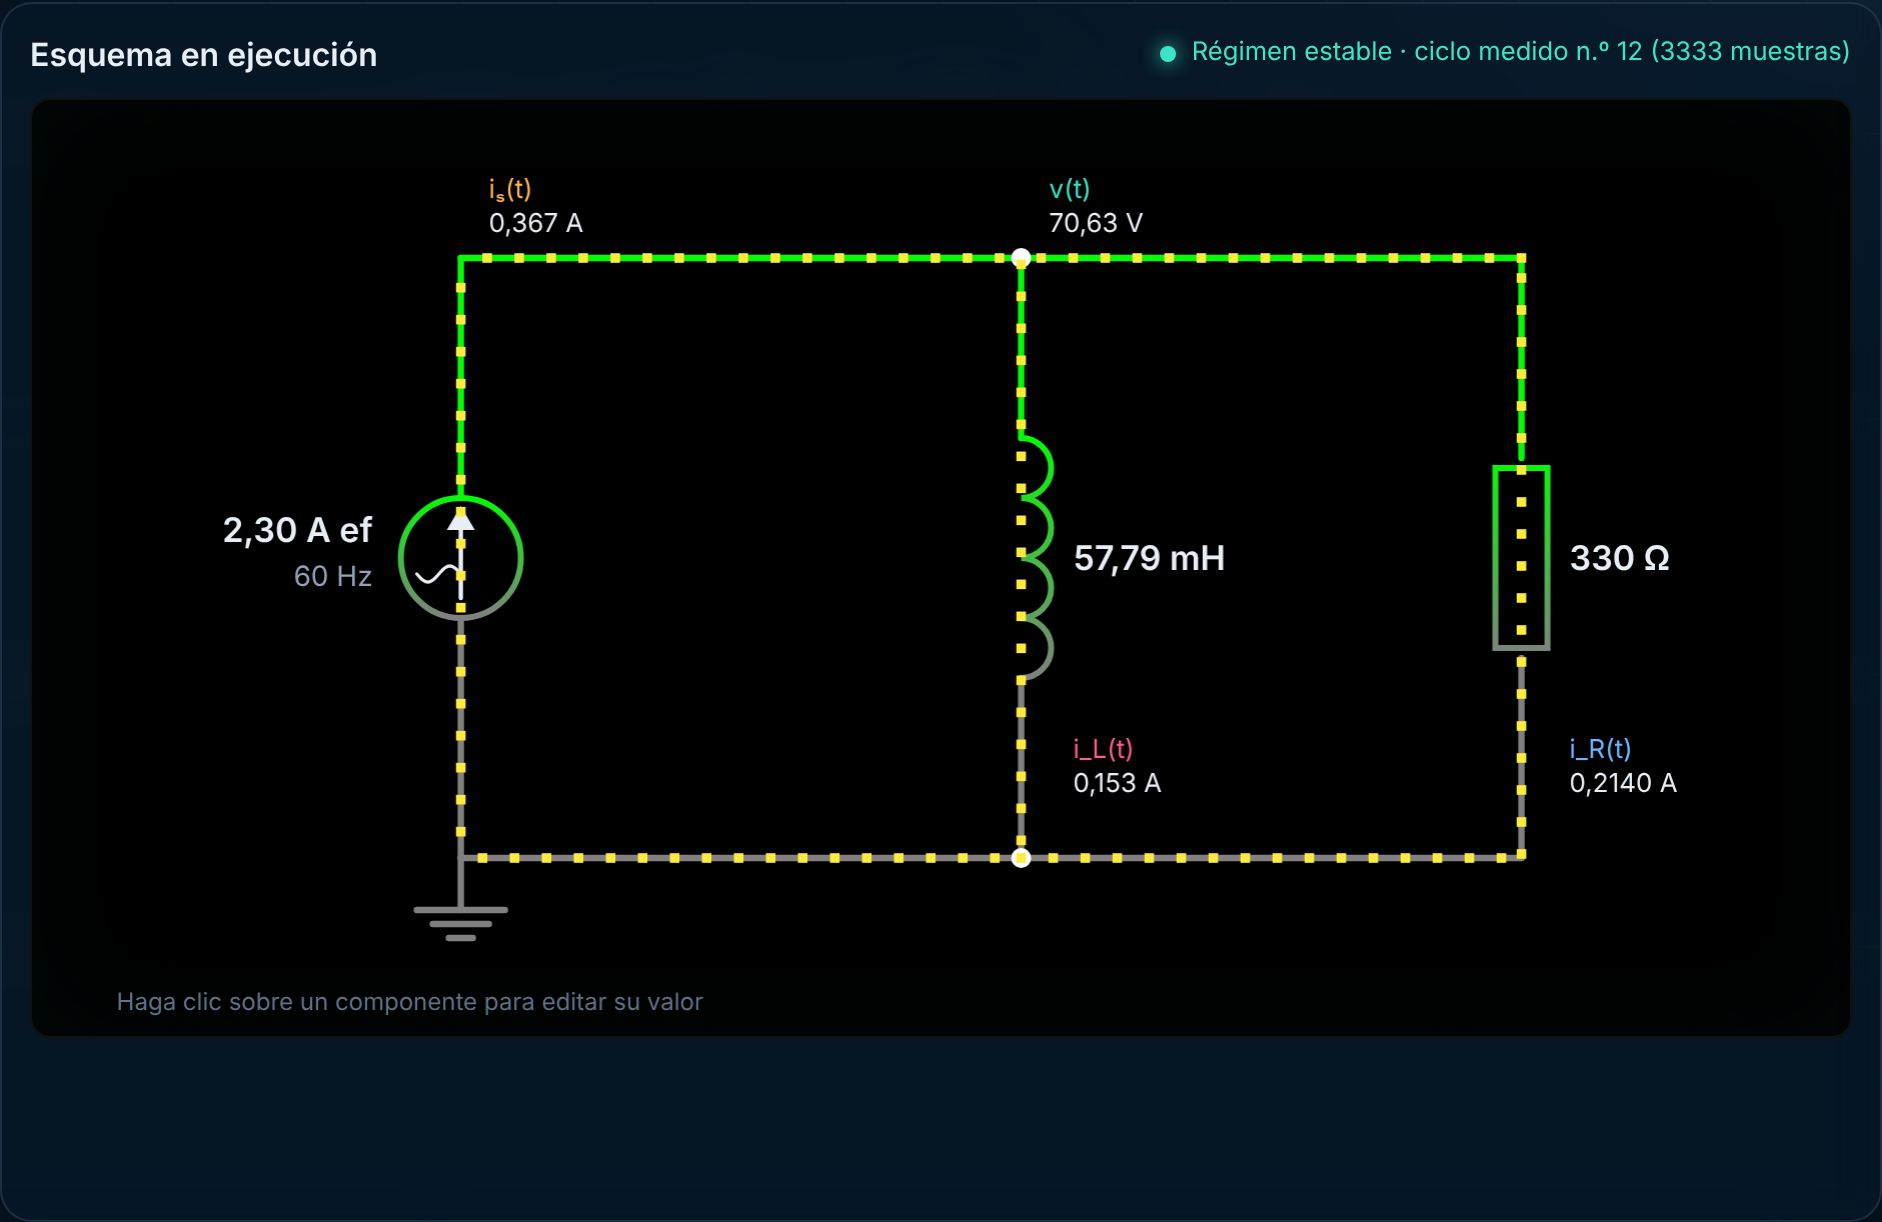 Esquema en ejecución
Régimen estable · ciclo medido n.º 12 (3333 muestras)
iₛ(t)
0,367 A
v(t)
70,63 V
2,30 A ef
60 Hz
57,79 mH
330 Ω
i_L(t)
0,153 A
i_R(t)
0,2140 A
Haga clic sobre un componente para editar su valor